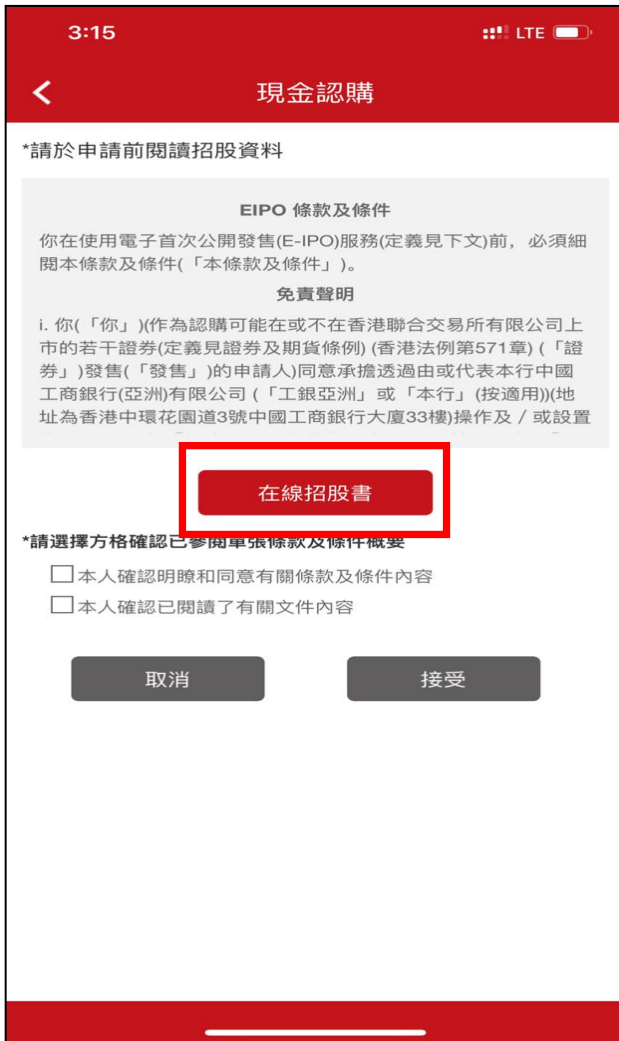 3:15
LTE
現金認購
*請於申請前閱讀招股資料
EIPO 條款及條件
你在使用電子首次公開發售(E-IPO)服務(定義見下文)前，必須細
閱本條款及條件(「本條款及條件」)。
免責聲明
i. 你(「你」)(作為認購可能在或不在香港聯合交易所有限公司上
市的若干證券(定義見證券及期貨條例) (香港法例第571章) (「證
券」)發售(「發售」)的申請人)同意承擔透過由或代表本行中國
工商銀行(亞洲)有限公司 (「工銀亞洲」或「本行」(按適用))(地
址為香港中環花園道3號中國工商銀行大廈33樓)操作及／或設置
在線招股書
*請選擇方格確認已參閱單張條款及條件概要
本人確認明瞭和同意有關條款及條件內容
本人確認已閱讀了有關文件內容
取消
接受